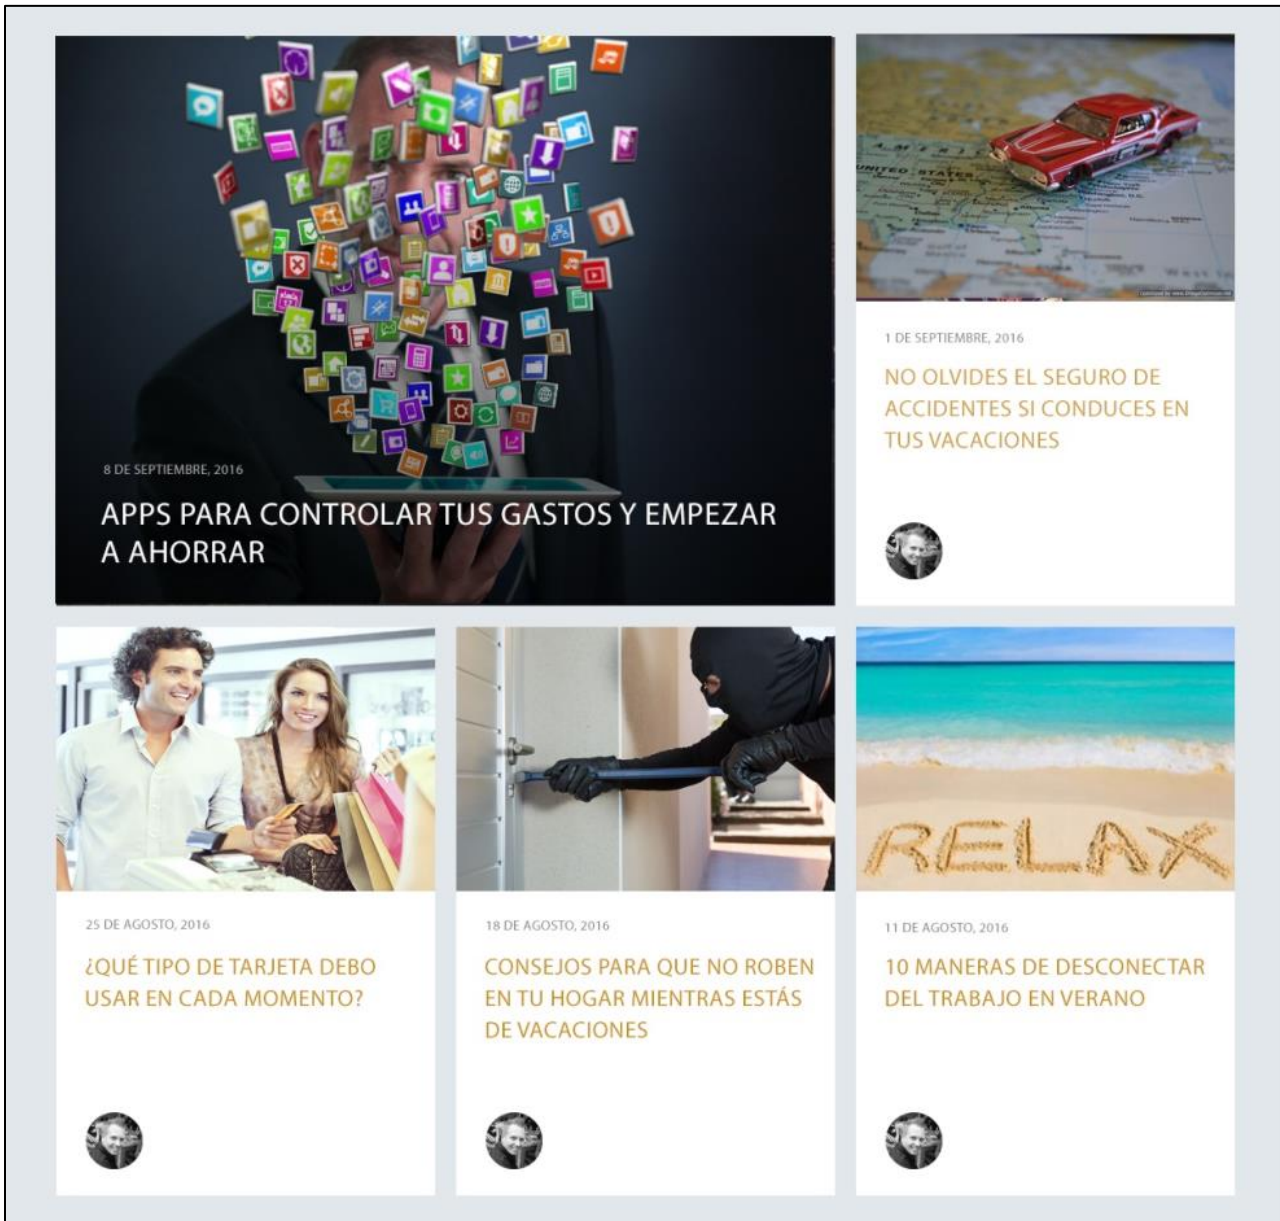 8 DE SEPTIEMBRE, 2016
APPS PARA CONTROLAR TUS GASTOS Y EMPEZAR
A AHORRAR
UNITED STATES
1 DE SEPTIEMBRE, 2016
NO OLVIDES EL SEGURO DE
ACCIDENTES SI CONDUCES EN
TUS VACACIONES
25 DE AGOSTO, 2016
¿QUÉ TIPO DE TARJETA DEBO
USAR EN CADA MOMENTO?
18 DE AGOSTO, 2016
CONSEJOS PARA QUE NO ROBEN
EN TU HOGAR MIENTRAS ESTÁS
DE VACACIONES
RELAX
11 DE AGOSTO, 2016
10 MANERAS DE DESCONECTAR
DEL TRABAJO EN VERANO